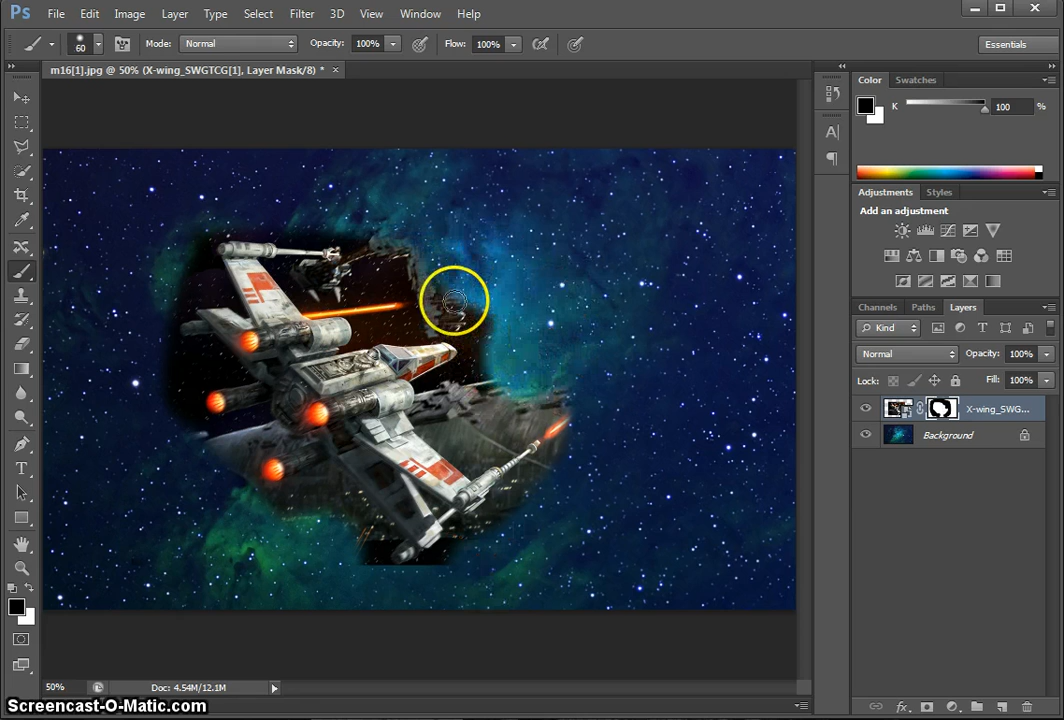 Ps File Edit Image Layer Type Select Filter 3D View Window Help
60 Mode: Normal Opacity: 100% Flow: 100% Essentials
m16[1].jpg @ 50% (X-wing_SWGTCG[1], Layer Mask/8) * ×
Color Swatches
K 100 %
A|
Adjustments Styles
Add an adjustment
Channels Paths Layers
Kind
Normal Opacity: 100%
Lock: Fill: 100%
X-wing_SWG...
Background
50% Doc: 4.54M/12.1M
Screencast-O-Matic.com